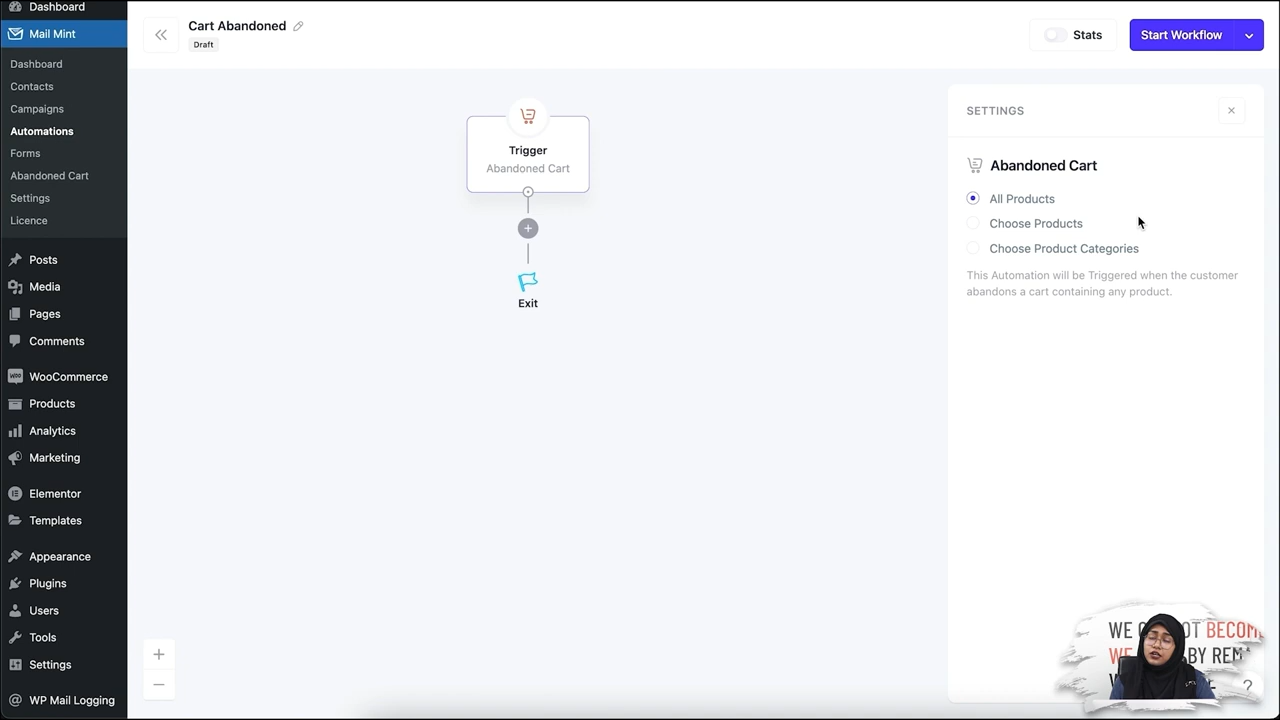 Dashboard
Mail Mint
Dashboard
Contacts
Campaigns
Automations
Forms
Abandoned Cart
Settings
Licence
Posts
Media
Pages
Comments
WooCommerce
Products
Analytics
Marketing
Elementor
Templates
Appearance
Plugins
Users
Tools
Settings
WP Mail Logging
Cart Abandoned
Draft
Stats
Start Workflow
Trigger
Abandoned Cart
Exit
SETTINGS
Abandoned Cart
All Products
Choose Products
Choose Product Categories
This Automation will be Triggered when the customer
abandons a cart containing any product.
WE
WE BY